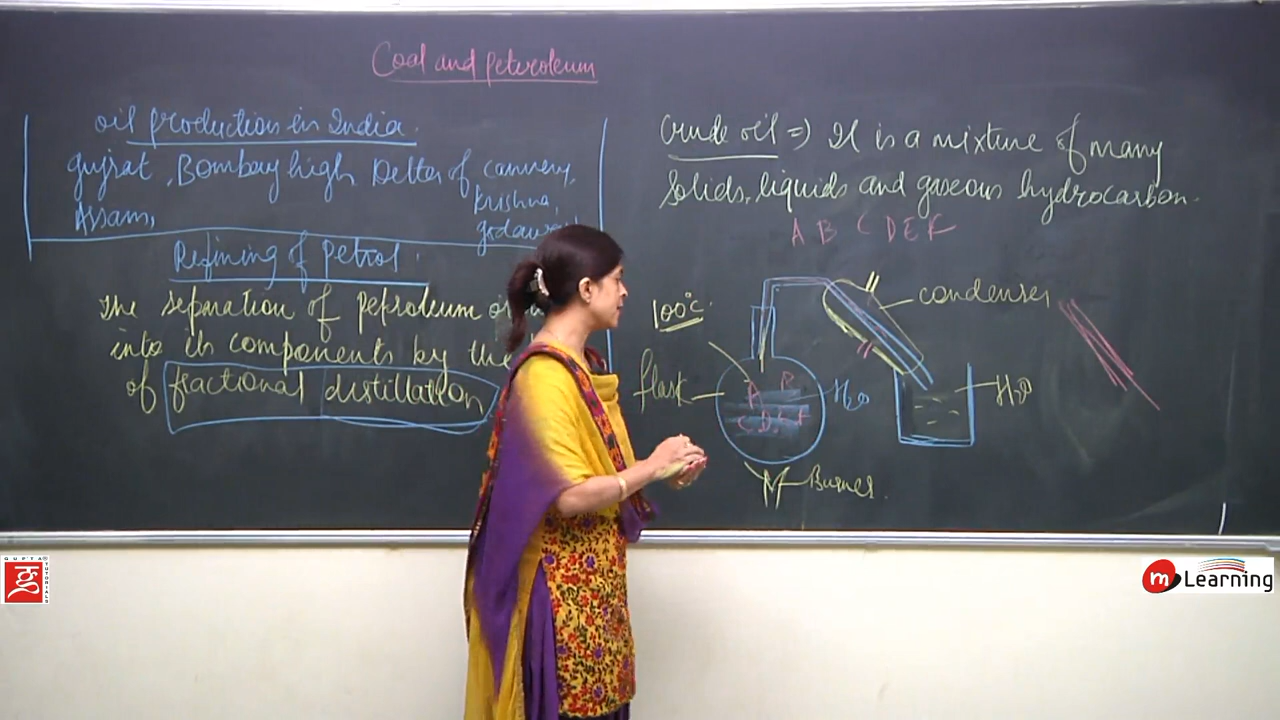 Coal and petroleum
oil production in India
Gujrat, Bombay high, Delta of cauvery,
krishna,
Assam,
godawa
Refining of petrol.
The separation of petroleum
into its components by the
of fractional distillation
Crude oil => It is a mixture of many
solids, liquids and gaseous hydrocarbon.
A B C D E F
100°C
condenser
flask
A B
C D E F
H₂O
H₂O
Burner
GUPTA TUTORIALS
m Learning